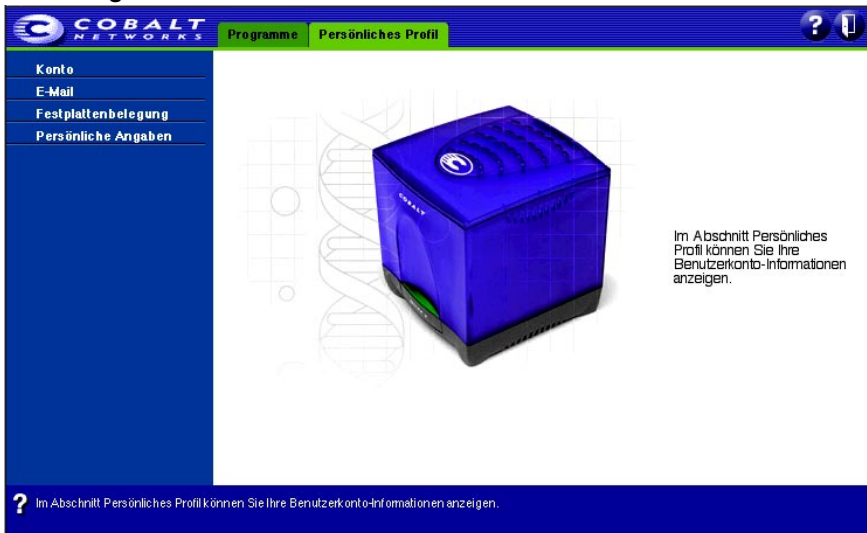 COBALT
NETWORKS
Programme
Persönliches Profil
?
Konto
E-Mail
Festplattenbelegung
Persönliche Angaben
COBALT
Im Abschnitt Persönliches
Profil können Sie Ihre
Benutzerkonto-Informationen
anzeigen.
? Im Abschnitt Persönliches Profil können Sie Ihre Benutzerkonto-Informationen anzeigen.